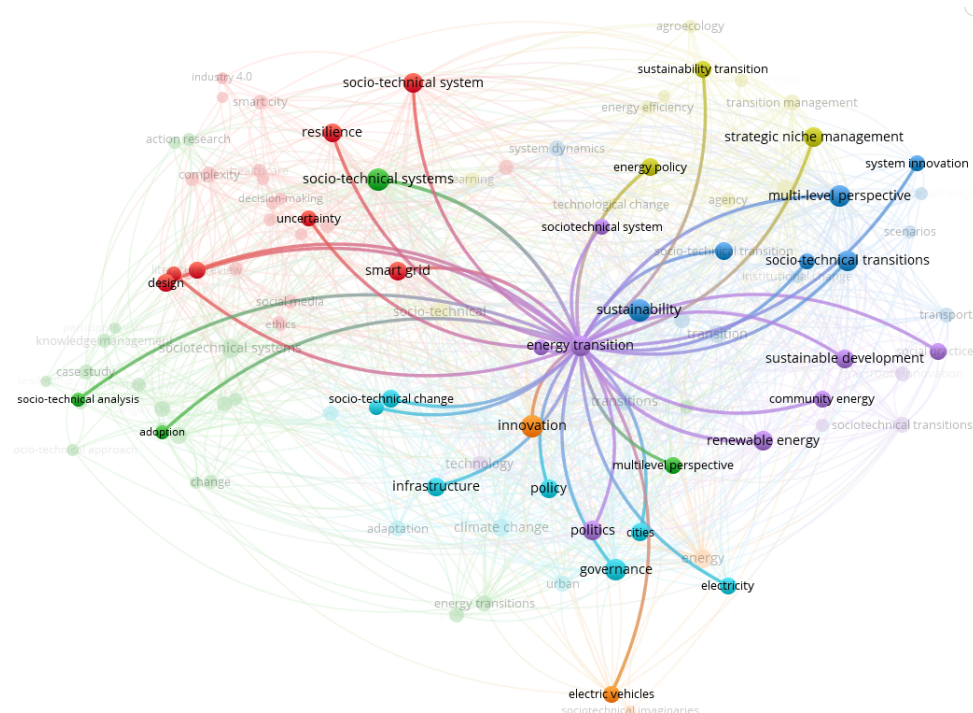 agroecology
sustainability transition
industry 4.0
socio-technical system
smart city
energy efficiency
transition management
resilience
strategic niche management
action research
system dynamics
system innovation
energy policy
complexity
socio-technical systems
learning
multi-level perspective
decision-making
technological change
agency
uncertainty
sociotechnical system
scenarios
socio-technical transition
socio-technical transitions
smart grid
institutional change
design
social media
socio-technical
sustainability
transport
ethics
transition
knowledge management
sociotechnical systems
energy transition
sustainable development
case study
socio-technical analysis
socio-technical change
transitions
community energy
innovation
sociotechnical transitions
adoption
renewable energy
technology
multilevel perspective
change
infrastructure
policy
adaptation
climate change
politics
cities
energy
governance
urban
electricity
energy transitions
electric vehicles
sociotechnical imaginaries